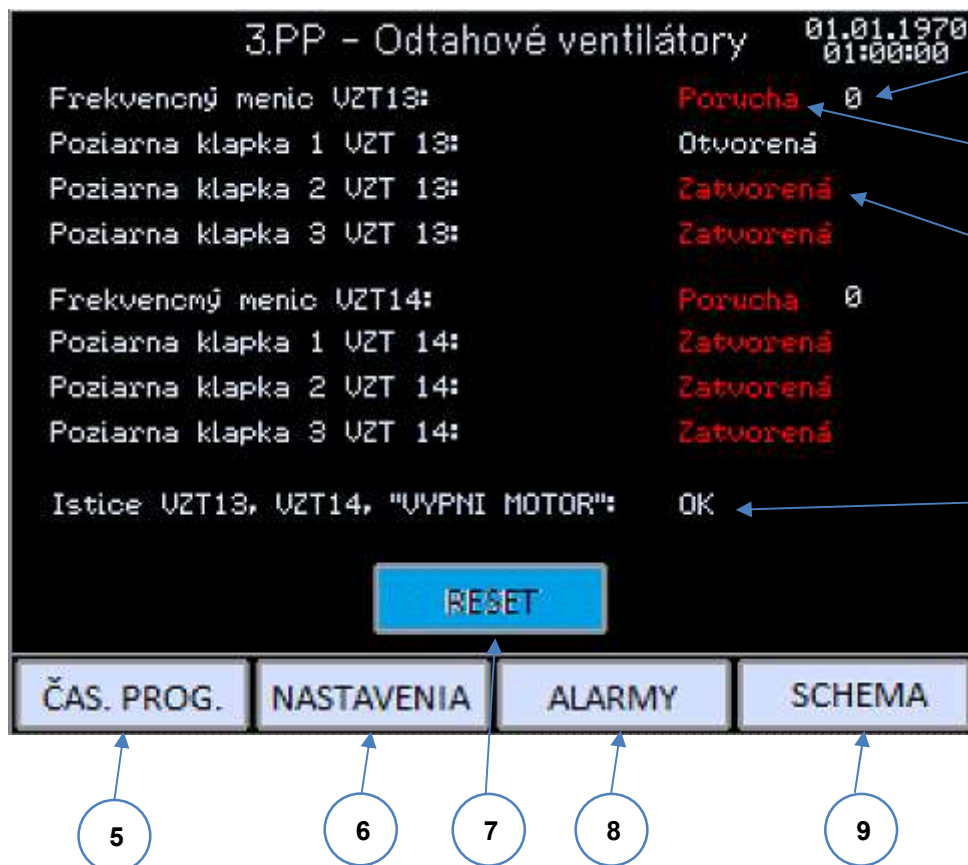 3.PP – Odtahové ventilátory 01.01.1970
01:00:00
Frekvencný menic VZT13: Porucha 0
Poziarna klapka 1 VZT 13: Otvorená
Poziarna klapka 2 VZT 13: Zatvorená
Poziarna klapka 3 VZT 13: Zatvorená
Frekvencmý menic VZT14: Porucha 0
Poziarna klapka 1 VZT 14: Zatvorená
Poziarna klapka 2 VZT 14: Zatvorená
Poziarna klapka 3 VZT 14: Zatvorená
Istice VZT13, VZT14, "VYPNI MOTOR": OK
RESET
ČAS. PROG. NASTAVENIA ALARMY SCHEMA
5 6 7 8 9